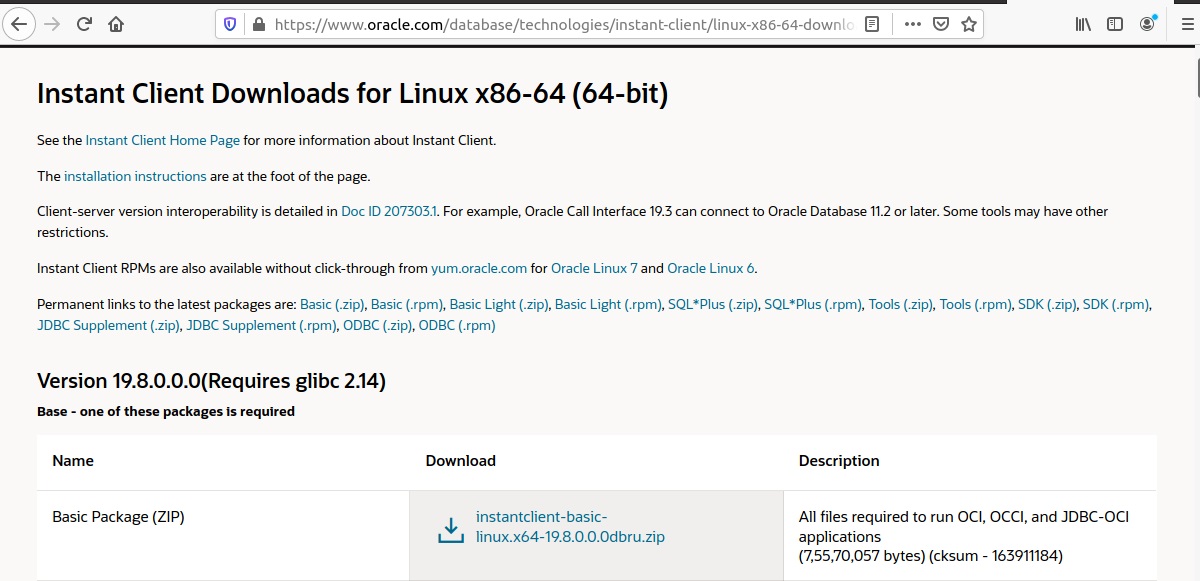 https://www.oracle.com/database/technologies/instant-client/linux-x86-64-downlo
Instant Client Downloads for Linux x86-64 (64-bit)
See the Instant Client Home Page for more information about Instant Client.
The installation instructions are at the foot of the page.
Client-server version interoperability is detailed in Doc ID 207303.1. For example, Oracle Call Interface 19.3 can connect to Oracle Database 11.2 or later. Some tools may have other
restrictions.
Instant Client RPMs are also available without click-through from yum.oracle.com for Oracle Linux 7 and Oracle Linux 6.
Permanent links to the latest packages are: Basic (.zip), Basic (.rpm), Basic Light (.zip), Basic Light (.rpm), SQL*Plus (.zip), SQL*Plus (.rpm), Tools (.zip), Tools (.rpm), SDK (.zip), SDK (.rpm),
JDBC Supplement (.zip), JDBC Supplement (.rpm), ODBC (.zip), ODBC (.rpm)
Version 19.8.0.0.0(Requires glibc 2.14)
Base - one of these packages is required
Name Download Description
Basic Package (ZIP)
instantclient-basic-
linux.x64-19.8.0.0.0dbru.zip
All files required to run OCI, OCCI, and JDBC-OCI
applications
(7,55,70,057 bytes) (cksum - 163911184)